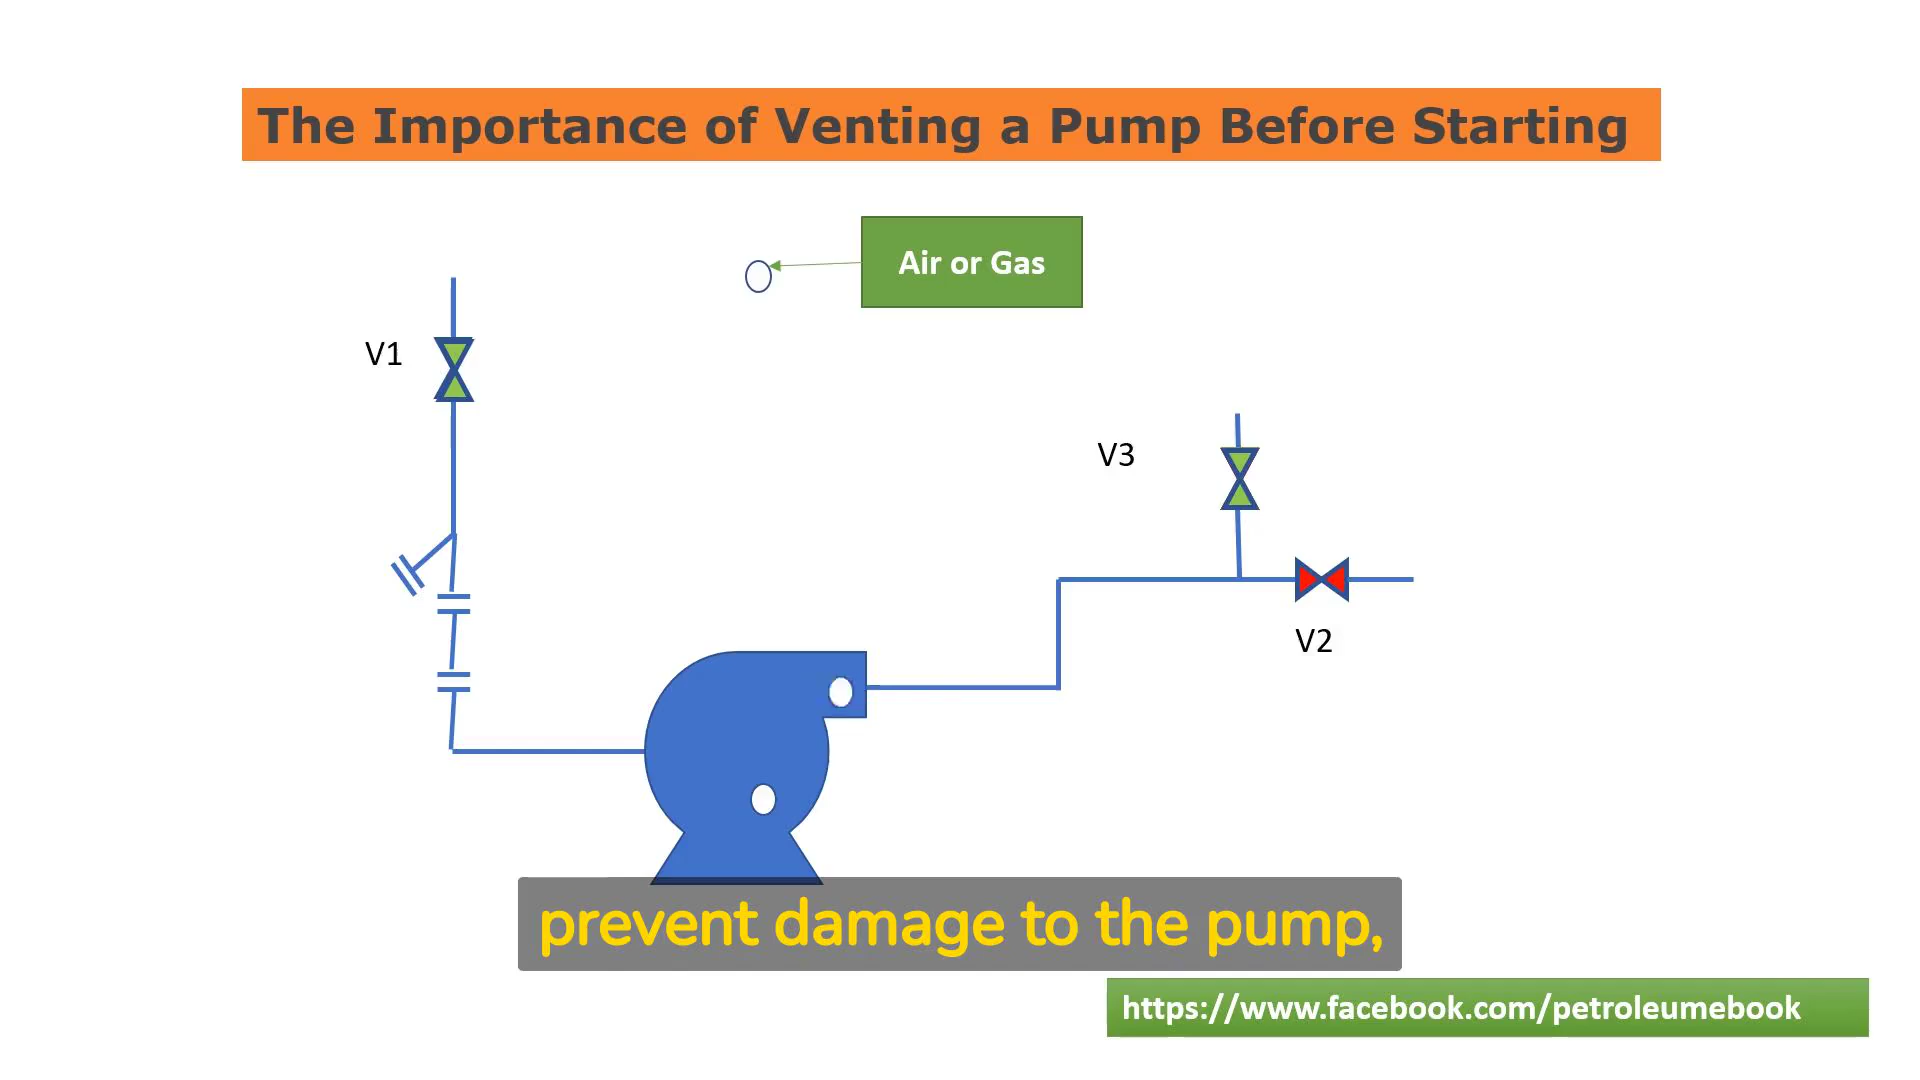 The Importance of Venting a Pump Before Starting
Air or Gas
V1
V3
V2
prevent damage to the pump,
https://www.facebook.com/petroleumebook